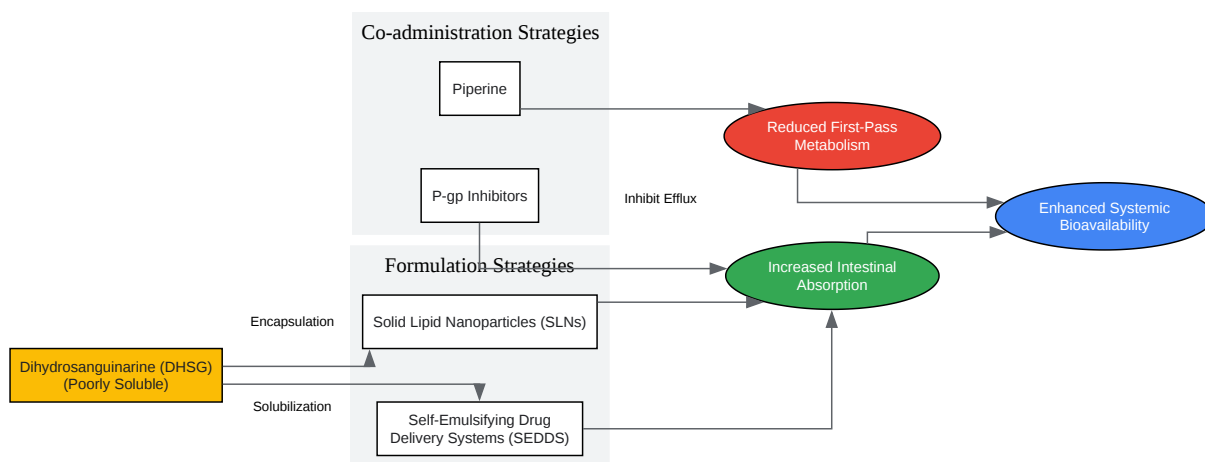 Co-administration Strategies
Piperine
Reduced First-Pass
Metabolism
P-gp Inhibitors
Inhibit Efflux
Enhanced Systemic
Bioavailability
Formulation Strategies
Increased Intestinal
Absorption
Encapsulation
Solid Lipid Nanoparticles (SLNs)
Dihydrosanguinarine (DHSG)
(Poorly Soluble)
Solubilization
Self-Emulsifying Drug
Delivery Systems (SEDDS)